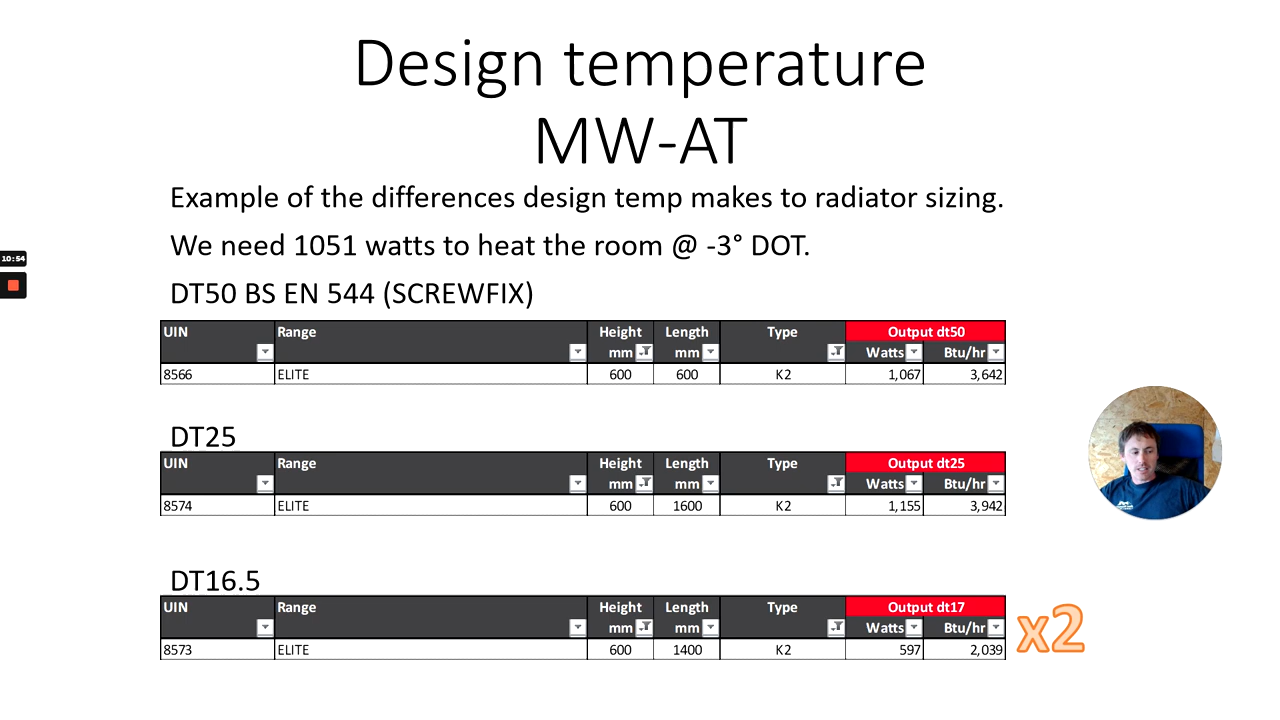 Design temperature
MW-AT
Example of the differences design temp makes to radiator sizing.
We need 1051 watts to heat the room @ -3° DOT.
10:54
DT50 BS EN 544 (SCREWFIX)
UIN Range Height Length Type Output dt50
mm mm Watts Btu/hr
8566 ELITE 600 600 K2 1,067 3,642
DT25
UIN Range Height Length Type Output dt25
mm mm Watts Btu/hr
8574 ELITE 600 1600 K2 1,155 3,942
DT16.5
UIN Range Height Length Type Output dt17
mm mm Watts Btu/hr
8573 ELITE 600 1400 K2 597 2,039
x2